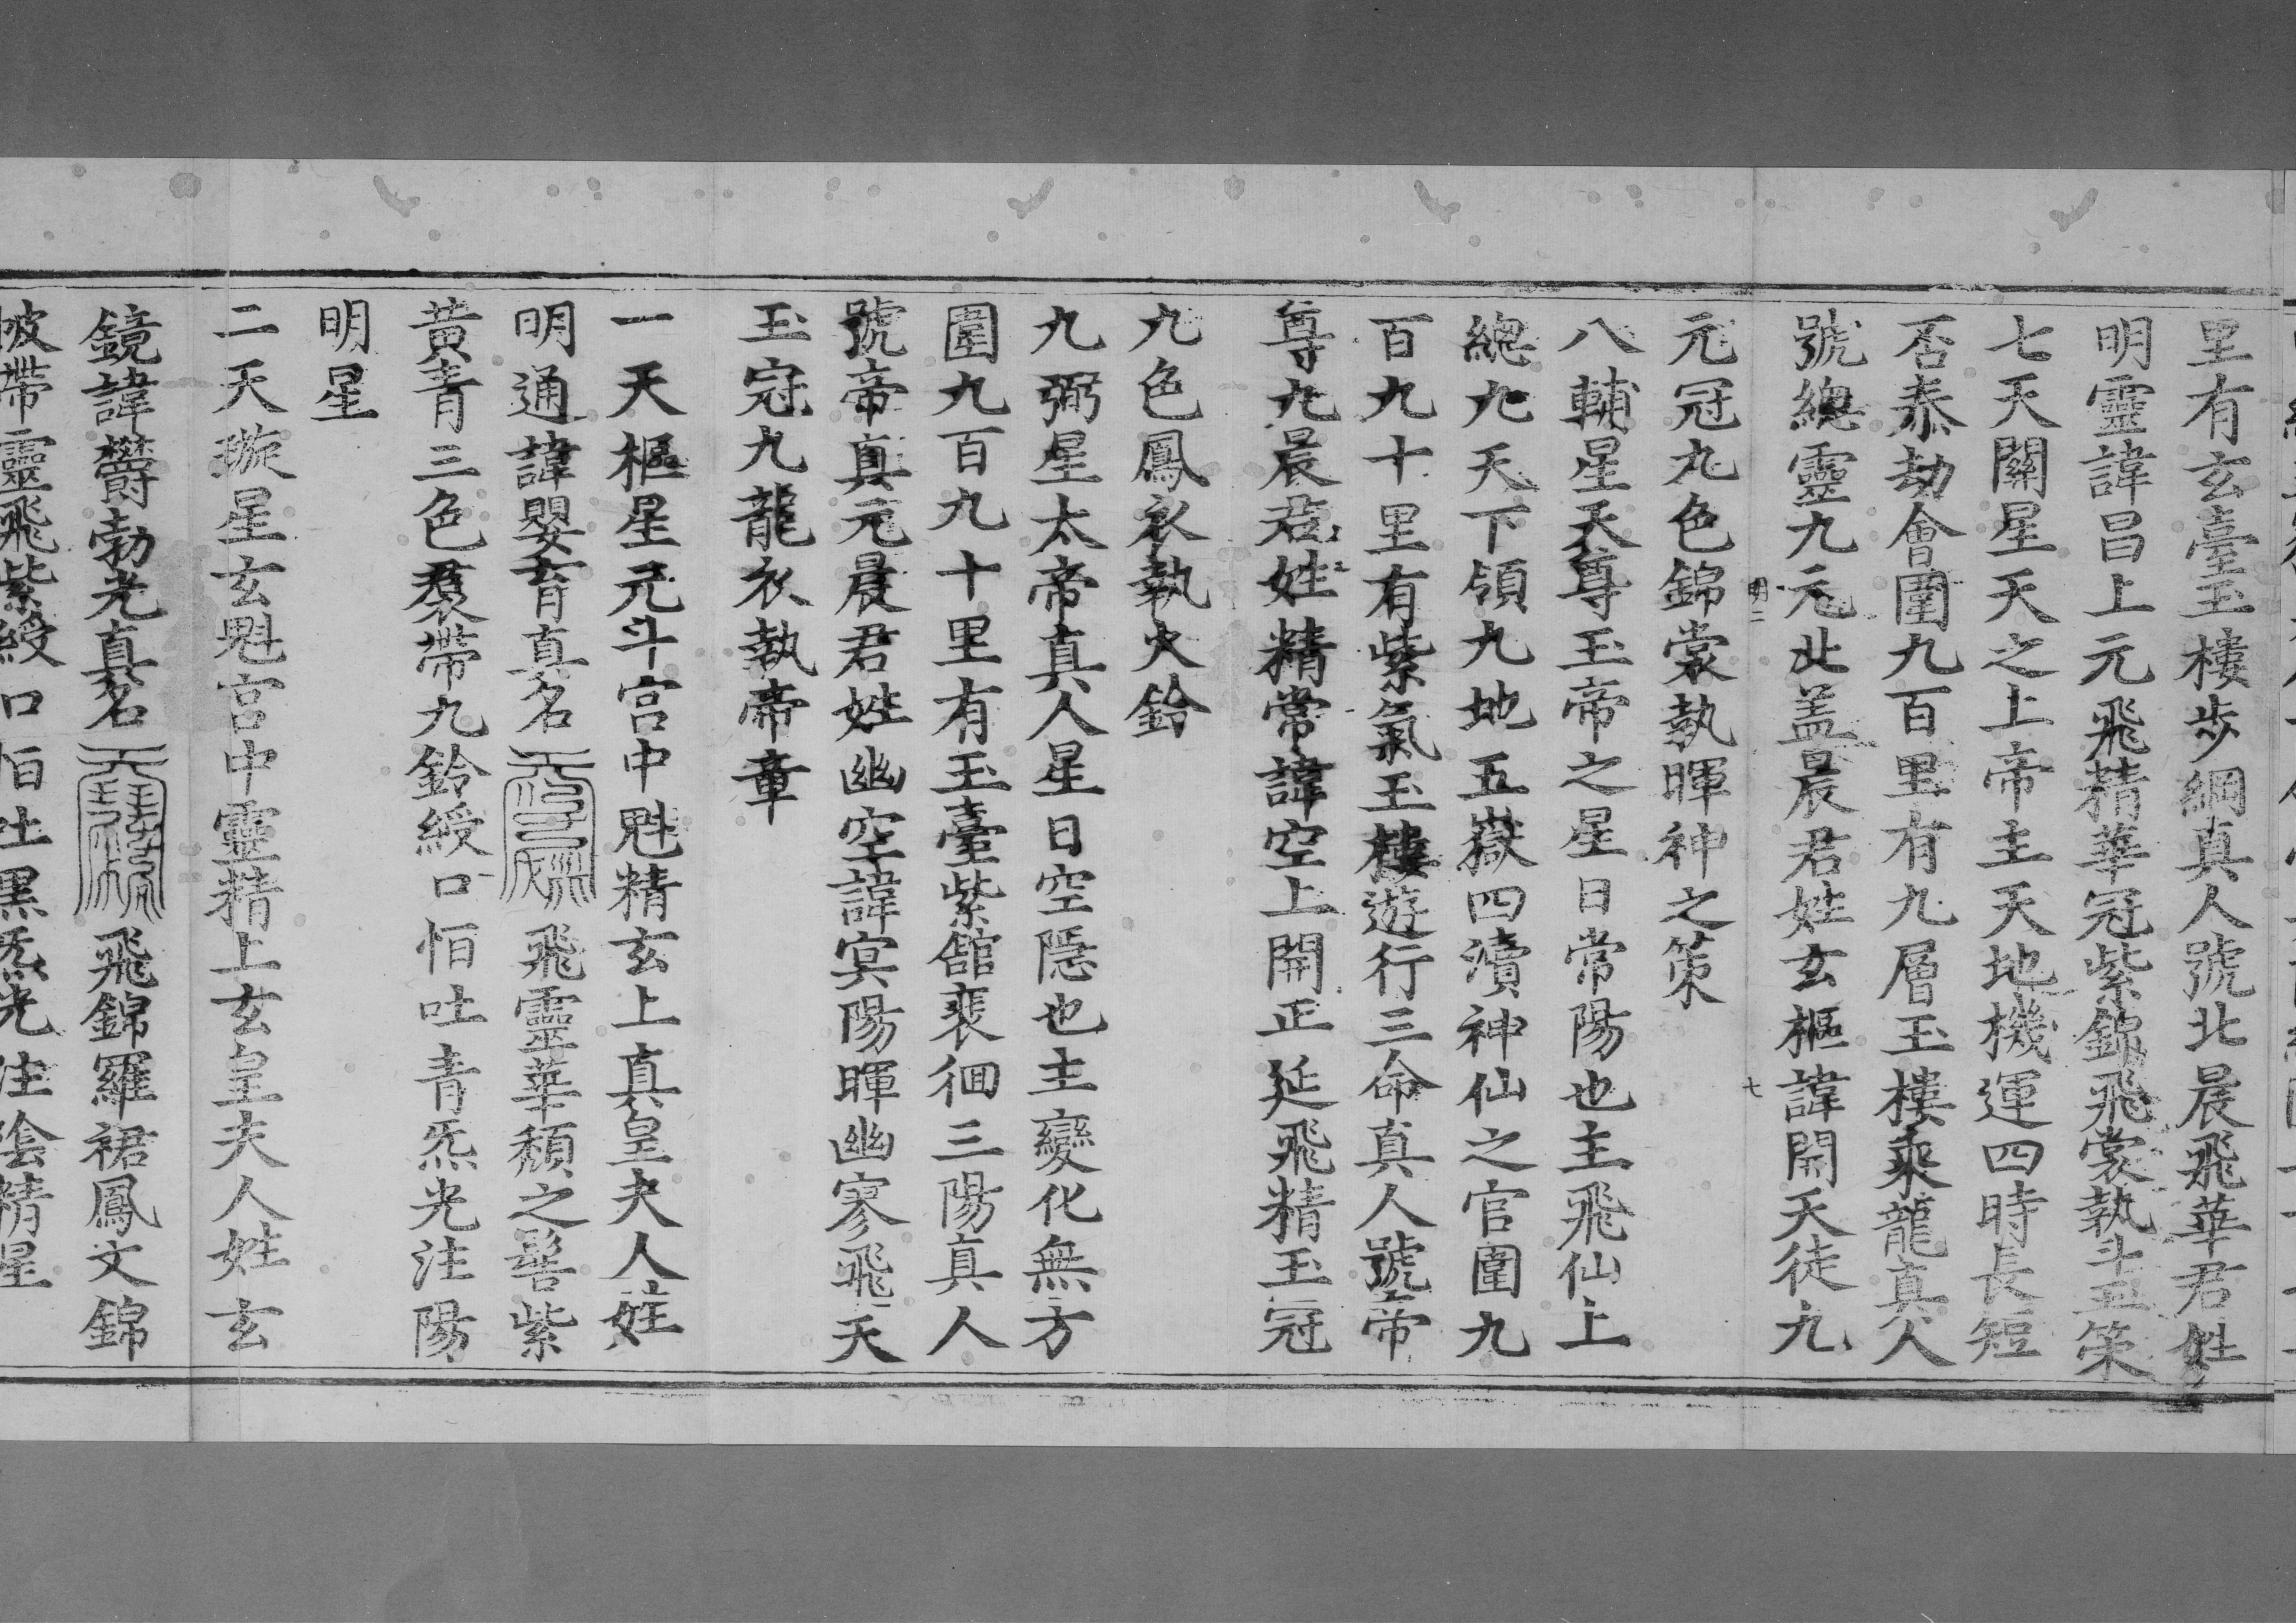 里有玄臺玉樓步綱真人號北晨飛華君姓
明靈諱昌上元飛精華冠紫錦飛裳執斗五策
七天關星天之上帝主天地機運四時長短
否泰劫會圍九百里有九層玉樓乘龍真人
號總靈九元北蓋晨君姓玄樞諱開天徒九
七
元冠九色錦裳執暉神之策
八輔星天尊玉帝之星日常陽也主飛仙上
總九天下領九地五嶽四瀆神仙之官圍九
百九十里有紫氣玉樓遊行三命真人號帝
尊九晨君姓精常諱空上開正延飛精玉冠
九色鳳衣執火鈴
九弼星太帝真人星日空隱也主變化無方
圍九百九十里有玉臺紫舘裴徊三陽真人
號帝真元晨君姓幽空諱冥陽暉幽寥飛天
玉冠九龍衣執帝章
一天樞星元斗宮中魁精玄上真皇夫人姓
明通諱嬰育真名飛靈華頹之髻紫
黃青三色裠帶九鈴綬口恒吐青炁光注陽
明星
二天璇星玄魁宮中靈精上玄皇夫人姓玄
鏡諱欝勃光真名飛錦羅裙鳳文錦
帔帶靈飛紫綬口恒吐黑炁光注陰精星